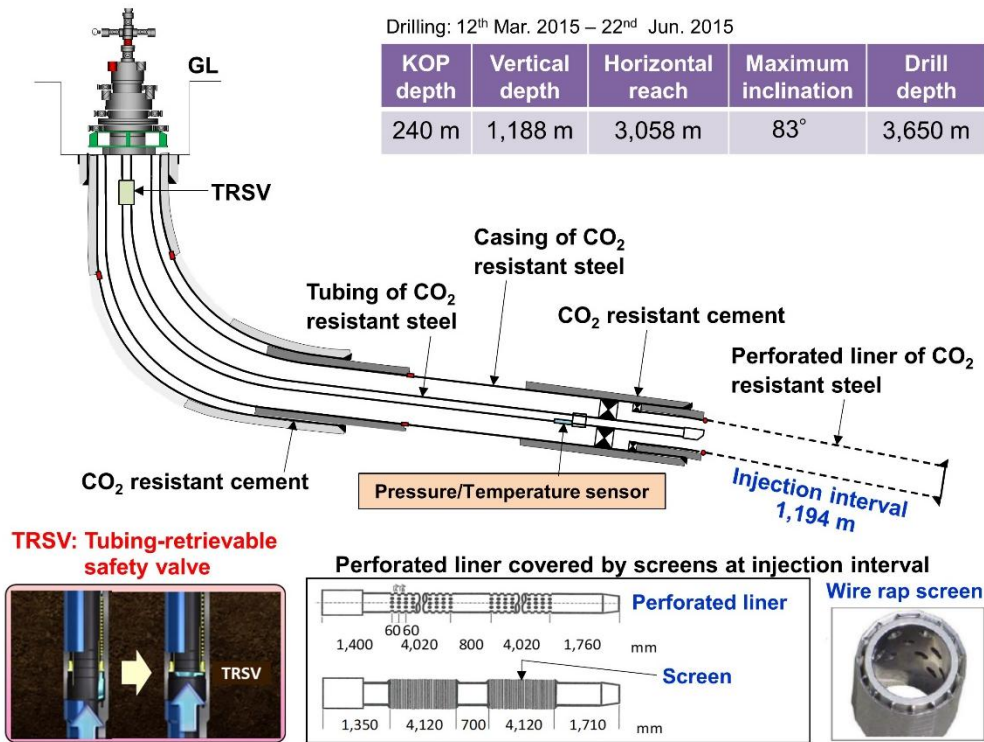 Drilling: 12th Mar. 2015 – 22nd Jun. 2015
KOP depth
Vertical depth
Horizontal reach
Maximum inclination
Drill depth
240 m
1,188 m
3,058 m
83°
3,650 m
GL
TRSV
Casing of CO2
resistant steel
Tubing of CO2
resistant steel
CO2 resistant cement
Perforated liner of CO2
resistant steel
CO2 resistant cement
Pressure/Temperature sensor
Injection interval
1,194 m
TRSV: Tubing-retrievable
safety valve
TRSV
Perforated liner covered by screens at injection interval
Perforated liner
60 60
1,400 4,020 800 4,020 1,760 mm
Screen
1,350 4,120 700 4,120 1,710 mm
Wire rap screen